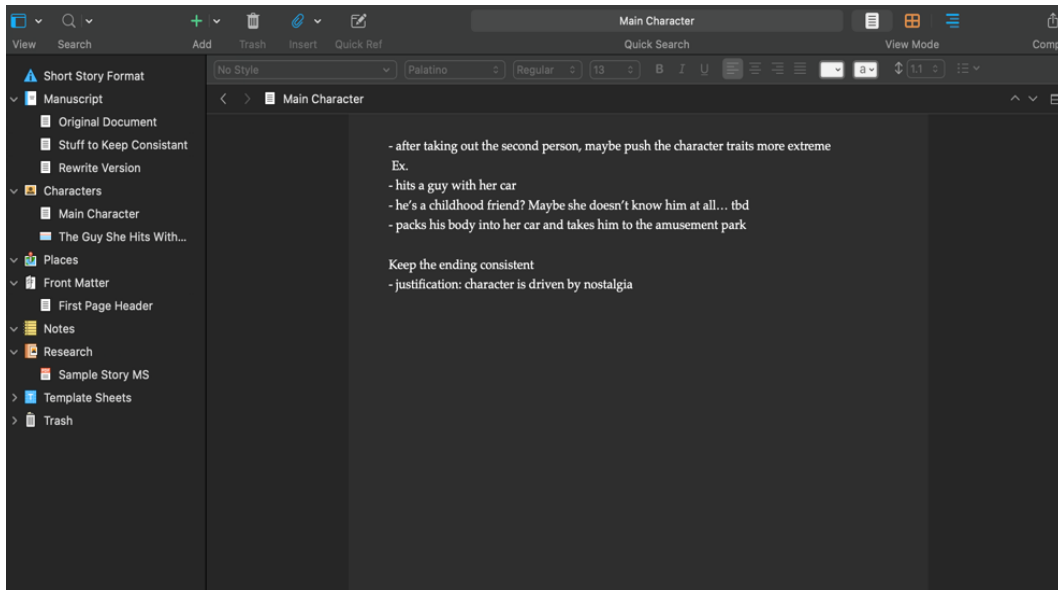 View
Search
Add
Trash
Insert
Quick Ref
Main Character
Quick Search
View Mode
Comp
No Style
Palatino
Regular
13
B I U
a
1.1
Short Story Format
Manuscript
Original Document
Stuff to Keep Consistant
Rewrite Version
Characters
Main Character
The Guy She Hits With...
Places
Front Matter
First Page Header
Notes
Research
Sample Story MS
Template Sheets
Trash
Main Character
- after taking out the second person, maybe push the character traits more extreme
Ex.
- hits a guy with her car
- he's a childhood friend? Maybe she doesn't know him at all... tbd
- packs his body into her car and takes him to the amusement park
Keep the ending consistent
- justification: character is driven by nostalgia